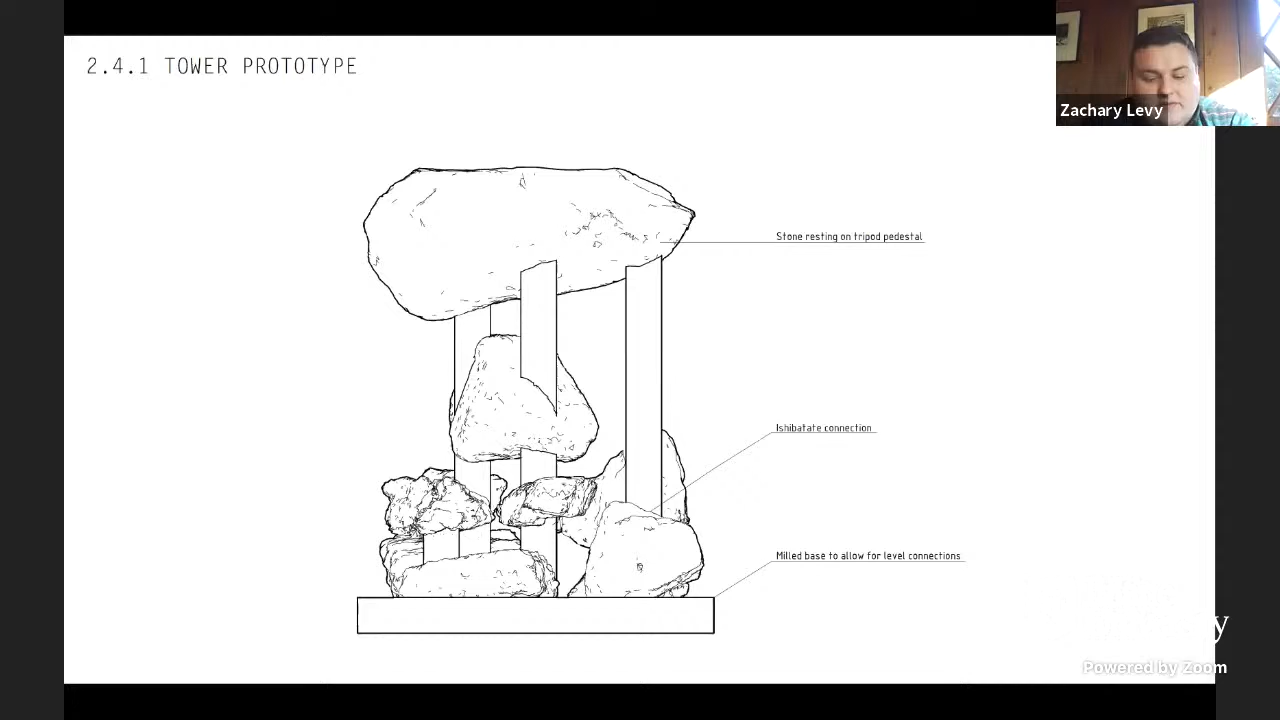 2.4.1 TOWER PROTOTYPE
Zachary Levy
Stone resting on tripod pedestal
Ishibatate connection
Milled base to allow for level connections
y
Powered by Zoom